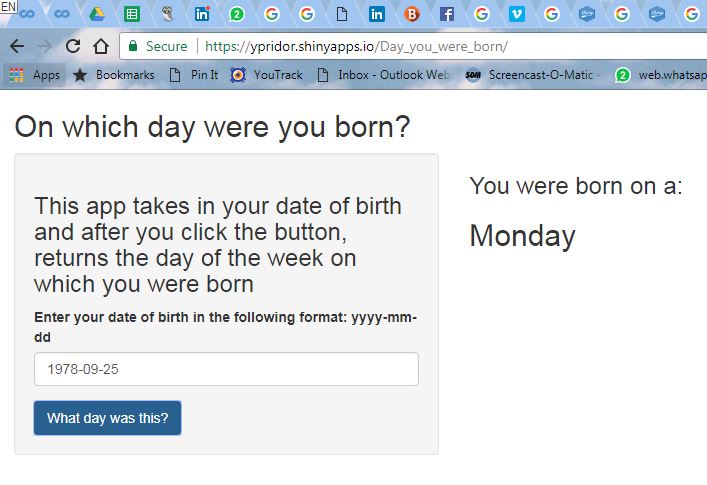 EN
Secure https://ypridor.shinyapps.io/Day_you_were_born/
Apps Bookmarks Pin It YouTrack Inbox - Outlook Web SOM Screencast-O-Matic - 2 web.whatsap
On which day were you born?
This app takes in your date of birth
and after you click the button,
returns the day of the week on
which you were born
Enter your date of birth in the following format: yyyy-mm-
dd
1978-09-25
What day was this?
You were born on a:
Monday